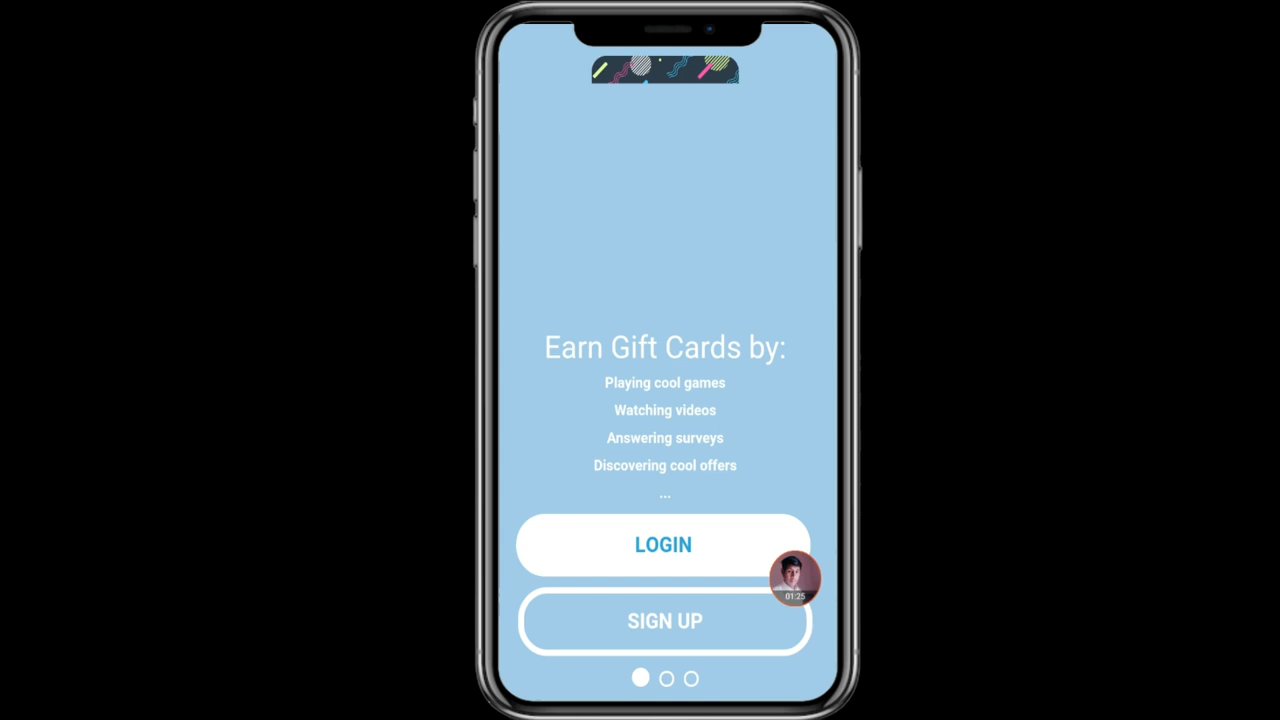 Earn Gift Cards by:
Playing cool games
Watching videos
Answering surveys
Discovering cool offers
...
LOGIN
01:25
SIGN UP